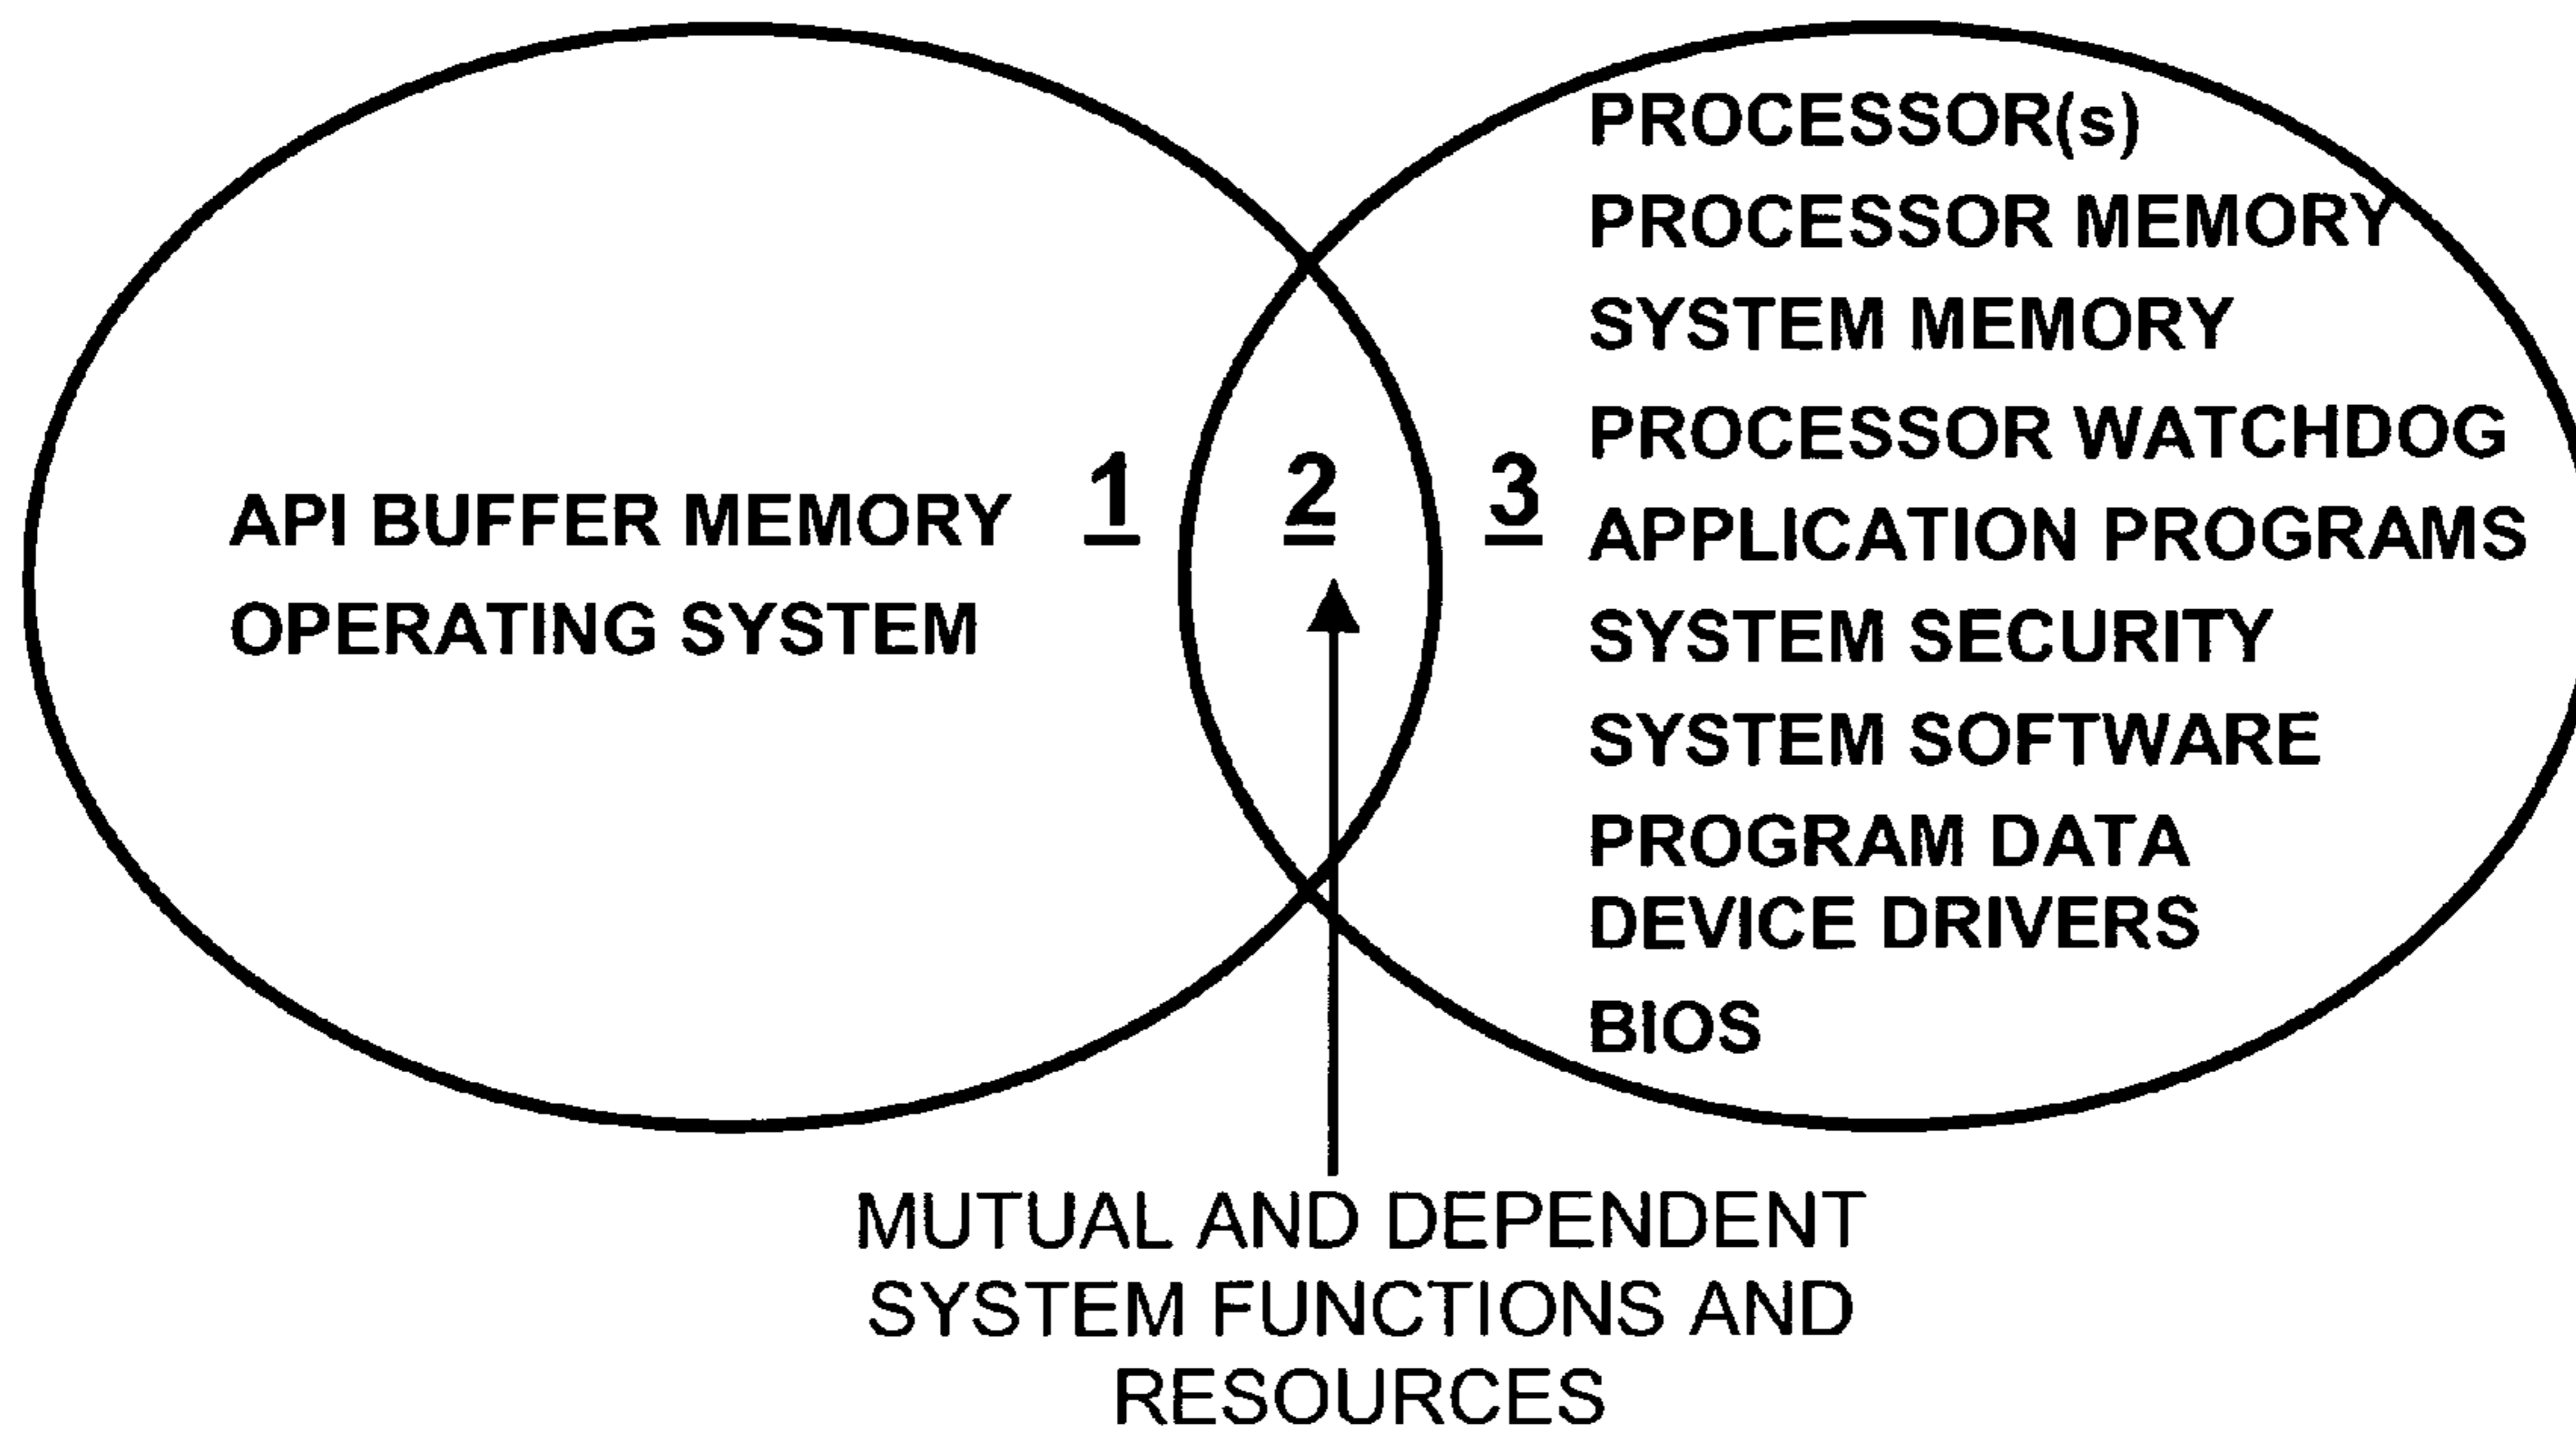 API BUFFER MEMORY
OPERATING SYSTEM
1
2
3
PROCESSOR(s)
PROCESSOR MEMORY
SYSTEM MEMORY
PROCESSOR WATCHDOG
APPLICATION PROGRAMS
SYSTEM SECURITY
SYSTEM SOFTWARE
PROGRAM DATA
DEVICE DRIVERS
BIOS
MUTUAL AND DEPENDENT
SYSTEM FUNCTIONS AND
RESOURCES